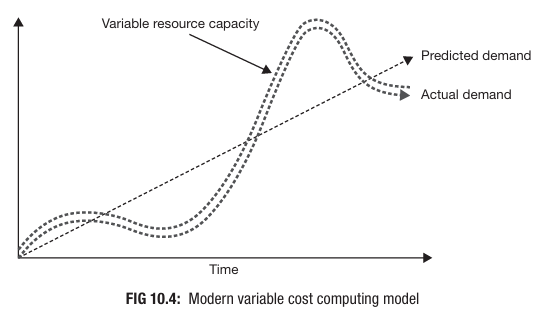 Variable resource capacity
Predicted demand
Actual demand
Time
FIG 10.4: Modern variable cost computing model